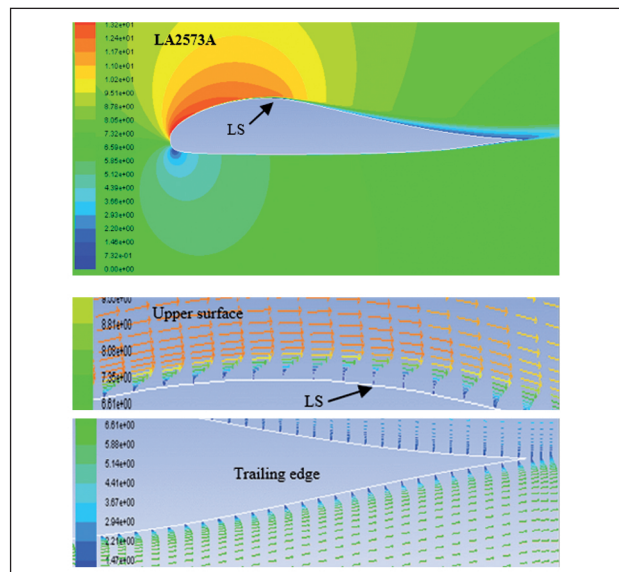 1.32e+01
LA2573A
1.24e+01
1.17e+01
1.10e+01
1.02e+01
9.51e+00
8.78e+00
8.05e+00
LS
7.32e+00
6.59e+00
5.85e+00
5.12e+00
4.39e+00
3.66e+00
2.93e+00
2.20e+00
1.46e+00
7.32e-01
0.00e+00
Upper surface
8.81e+00
8.08e+00
7.35e+00
LS
6.61e+00
6.61e+00
5.88e+00
5.14e+00
Trailing edge
4.41e+00
3.67e+00
2.94e+00
2.21e+00
1.47e+00